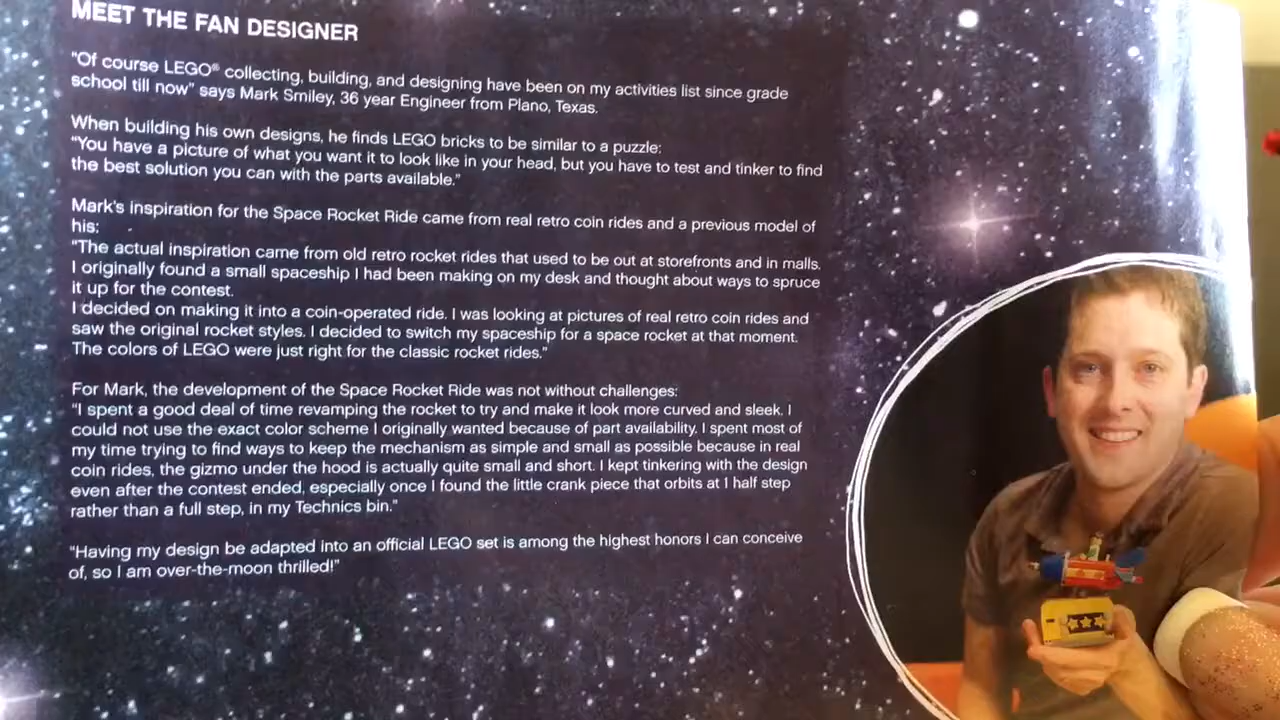 MEET THE FAN DESIGNER
"Of course LEGO® collecting, building, and designing have been on my activities list since grade
school till now" says Mark Smiley, 36 year Engineer from Plano, Texas.
When building his own designs, he finds LEGO bricks to be similar to a puzzle:
"You have a picture of what you want it to look like in your head, but you have to test and tinker to find
the best solution you can with the parts available."
Mark's inspiration for the Space Rocket Ride came from real retro coin rides and a previous model of
his:
"The actual inspiration came from old retro rocket rides that used to be out at storefronts and in malls.
I originally found a small spaceship I had been making on my desk and thought about ways to spruce
it up for the contest.
I decided on making it into a coin-operated ride. I was looking at pictures of real retro coin rides and
saw the original rocket styles. I decided to switch my spaceship for a space rocket at that moment.
The colors of LEGO were just right for the classic rocket rides."
For Mark, the development of the Space Rocket Ride was not without challenges:
"I spent a good deal of time revamping the rocket to try and make it look more curved and sleek. I
could not use the exact color scheme I originally wanted because of part availability. I spent most of
my time trying to find ways to keep the mechanism as simple and small as possible because in real
coin rides, the gizmo under the hood is actually quite small and short. I kept tinkering with the design
even after the contest ended, especially once I found the little crank piece that orbits at 1 half step
rather than a full step, in my Technics bin."
"Having my design be adapted into an official LEGO set is among the highest honors I can conceive
of, so I am over-the-moon thrilled!"